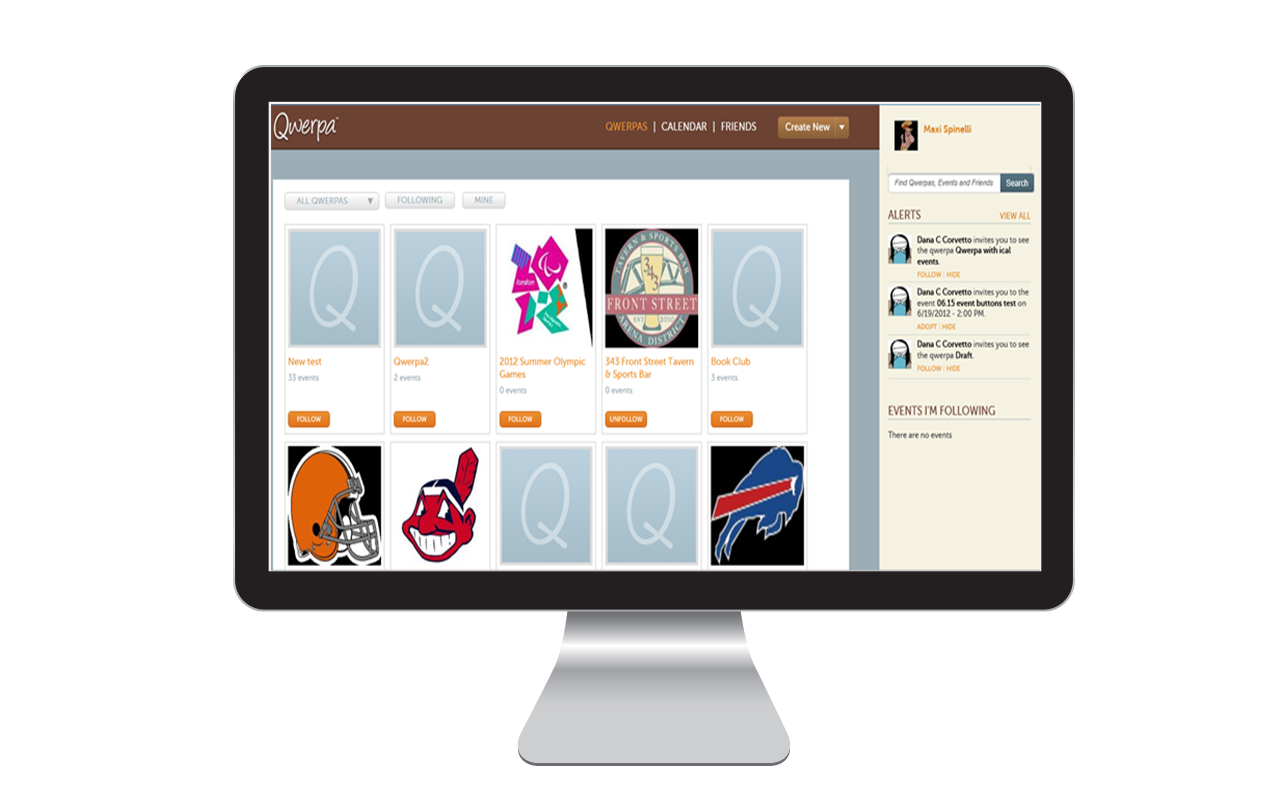 Qwerpa
QWERPAS | CALENDAR | FRIENDS
Create New
Maxi Spinelli
Find Qwerpas, Events and Friends
Search
ALL QWERPAS
FOLLOWING
MINE
ALERTS
VIEW ALL
Dana C Corvetto invites you to see
the qwerpa Qwerpa with ical
events.
FOLLOW | HIDE
Dana C Corvetto invites you to the
event 06.15 event buttons test on
6/19/2012 - 2:00 PM.
ADOPT | HIDE
Dana C Corvetto invites you to see
the qwerpa Draft.
FOLLOW | HIDE
EVENTS I'M FOLLOWING
There are no events
Q
New test
33 events
FOLLOW
Q
Qwerpa2
2 events
FOLLOW
london
2012 Summer Olympic
Games
0 events
FOLLOW
TAVERN & SPORTS BAR
343
FRONT STREET
EST 2010
ARENA DISTRICT
343 Front Street Tavern
& Sports Bar
0 events
UNFOLLOW
Q
Book Club
3 events
FOLLOW
Q
Q